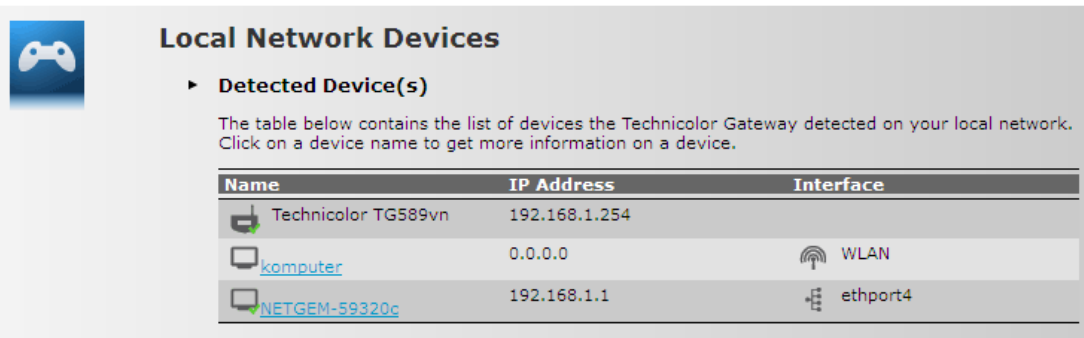 Local Network Devices
Detected Device(s)
The table below contains the list of devices the Technicolor Gateway detected on your local network.
Click on a device name to get more information on a device.
Name IP Address Interface
Technicolor TG589vn 192.168.1.254
komputer 0.0.0.0 WLAN
NETGEM-59320c 192.168.1.1 ethport4